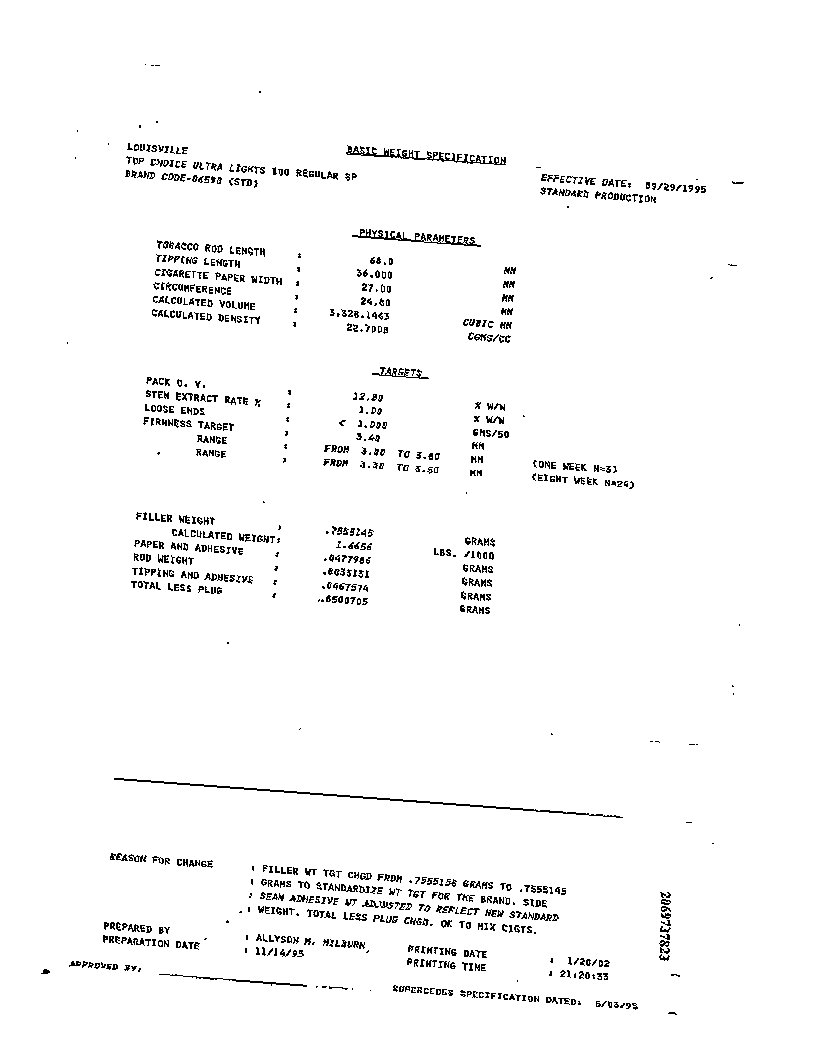 LOUISVILLE
BASIC WEIGHT SPECIFICATION
TOP CHOICE ULTRA LIGHTS 100 REGULAR SP
EFFECTIVE DATE: 09/29/1995
BRAND CODE-06590 (STD)
STANDARD PRODUCTION
PHYSICAL PARAMETERS
TOBACCO ROD LENGTH : 68.0 MM
TIPPING LENGTH : 36.000 MM
CIGARETTE PAPER WIDTH : 27.00 MM
CIRCUMFERENCE : 24.80 MM
CALCULATED VOLUME : 3,328.1443 CUBIC MM
CALCULATED DENSITY : 22.7008 CGMS/CC
TARGETS
PACK O. V. : 12.80 % W/W
STEM EXTRACT RATE % : 1.00 % W/W
LOOSE ENDS : < 1.000 GMS/50
FIRMNESS TARGET : 3.40 MM
RANGE : FROM 3.00 TO 3.80 MM (ONE WEEK N=3)
RANGE : FROM 3.30 TO 3.50 MM (EIGHT WEEK N=24)
FILLER WEIGHT : .7555145 GRAMS
CALCULATED WEIGHT: 1.6656 LBS. /1000
PAPER AND ADHESIVE : .0477986 GRAMS
ROD WEIGHT : .8033131 GRAMS
TIPPING AND ADHESIVE : .0467574 GRAMS
TOTAL LESS PLUG : .8500705 GRAMS
REASON FOR CHANGE : FILLER WT TGT CHGD FROM .7555156 GRAMS TO .7555145
: GRAMS TO STANDARDIZE WT TGT FOR THE BRAND. SIDE
: SEAM ADHESIVE WT ADJUSTED TO REFLECT NEW STANDARD
: WEIGHT. TOTAL LESS PLUG CHGD. OK TO MIX CIGTS.
PREPARED BY : ALLYSON M. MILBURN
PRINTING DATE : 1/20/02
PREPARATION DATE : 11/14/95
PRINTING TIME : 21:20:33
APPROVED BY:
SUPERCEDES SPECIFICATION DATED: 5/03/95
2069737823